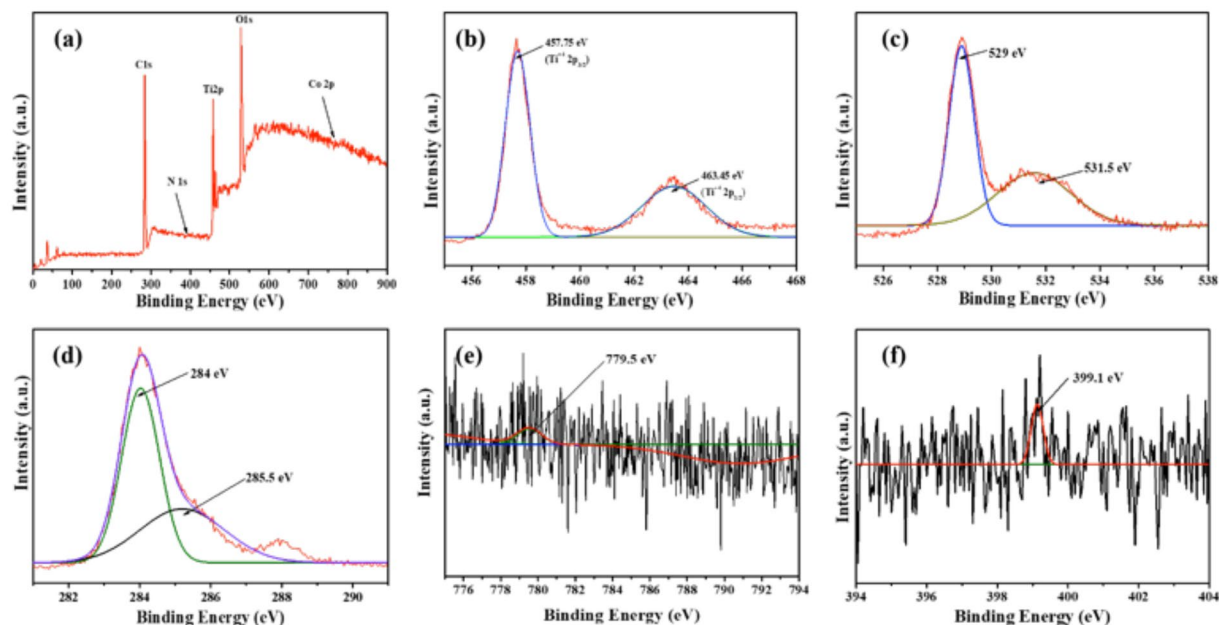 (a)
O1s
C1s
Ti2p
Co 2p
N 1s
Intensity (a.u.)
0 100 200 300 400 500 600 700 800 900
Binding Energy (eV)
(b)
457.75 eV
(Ti⁺⁴ 2p3/2)
463.45 eV
(Ti⁺⁴ 2p1/2)
Intensity (a.u.)
456 458 460 462 464 466 468
Binding Energy (eV)
(c)
529 eV
531.5 eV
Intensity (a.u.)
526 528 530 532 534 536 538
Binding Energy (eV)
(d)
284 eV
285.5 eV
Intensity (a.u.)
282 284 286 288 290
Binding Energy (eV)
(e)
779.5 eV
Intensity (a.u.)
776 778 780 782 784 786 788 790 792 794
Binding Energy (eV)
(f)
399.1 eV
Intensity (a.u.)
394 396 398 400 402 404
Binding Energy (eV)